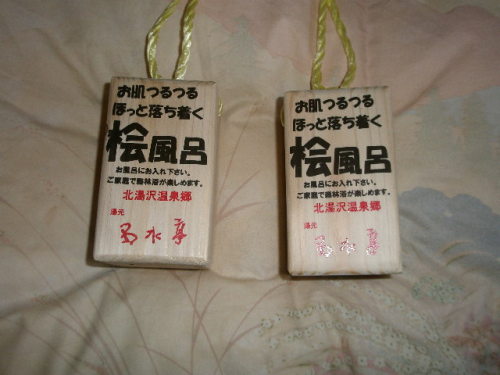 お肌つるつる
ほっと落ち着く
桧風呂
お風呂にお入れ下さい。
ご家庭で森林浴が楽しめます。
北湯沢温泉郷
湯元
名水亭
お肌つるつる
ほっと落ち着く
桧風呂
お風呂にお入れ下さい。
ご家庭で森林浴が楽しめます。
北湯沢温泉郷
湯元
名水亭